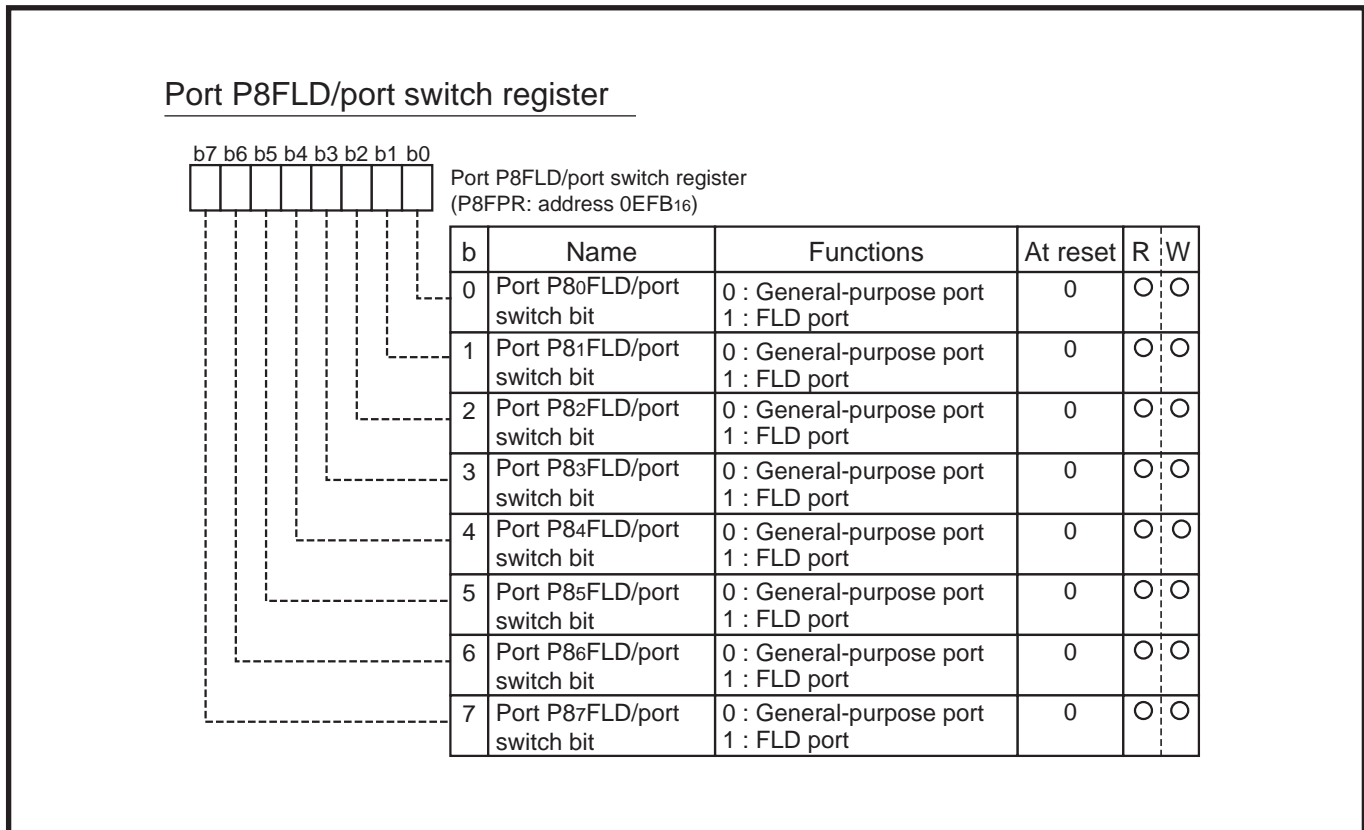 Port P8FLD/port switch register
b7 b6 b5 b4 b3 b2 b1 b0
Port P8FLD/port switch register
(P8FPR: address 0EFB16)
b Name Functions At reset R W
0 Port P80FLD/port switch bit 0 : General-purpose port 1 : FLD port 0 O O
1 Port P81FLD/port switch bit 0 : General-purpose port 1 : FLD port 0 O O
2 Port P82FLD/port switch bit 0 : General-purpose port 1 : FLD port 0 O O
3 Port P83FLD/port switch bit 0 : General-purpose port 1 : FLD port 0 O O
4 Port P84FLD/port switch bit 0 : General-purpose port 1 : FLD port 0 O O
5 Port P85FLD/port switch bit 0 : General-purpose port 1 : FLD port 0 O O
6 Port P86FLD/port switch bit 0 : General-purpose port 1 : FLD port 0 O O
7 Port P87FLD/port switch bit 0 : General-purpose port 1 : FLD port 0 O O